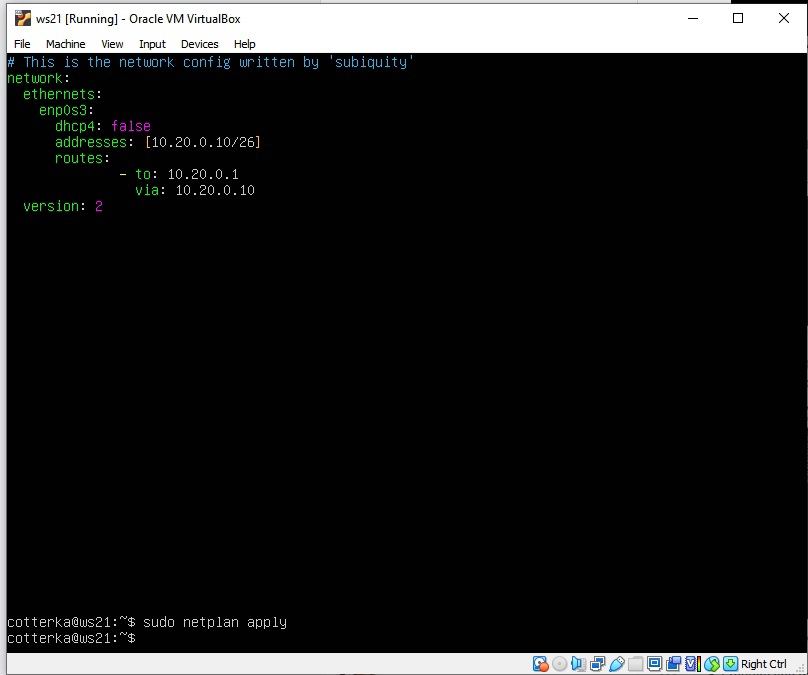 ws21 [Running] - Oracle VM VirtualBox
File Machine View Input Devices Help
# This is the network config written by 'subiquity'
network:
  ethernets:
    enp0s3:
      dhcp4: false
      addresses: [10.20.0.10/26]
      routes:
              - to: 10.20.0.1
                via: 10.20.0.10
  version: 2
cotterka@ws21:~$ sudo netplan apply
cotterka@ws21:~$
Right Ctrl